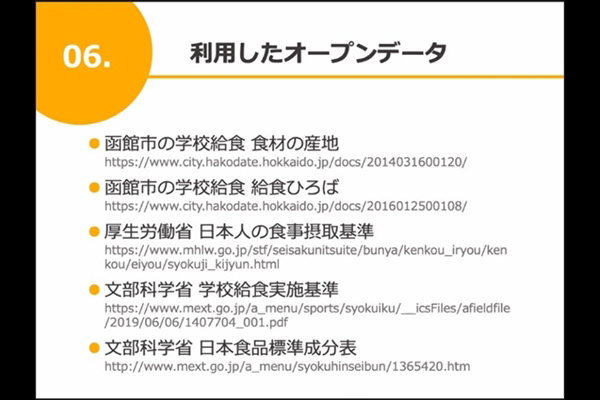 06.
利用したオープンデータ
函館市の学校給食 食材の産地
https://www.city.hakodate.hokkaido.jp/docs/2014031600120/
函館市の学校給食 給食ひろば
https://www.city.hakodate.hokkaido.jp/docs/2016012500108/
厚生労働省 日本人の食事摂取基準
https://www.mhlw.go.jp/stf/seisakunitsuite/bunya/kenkou_iryou/ken
kou/eiyou/syokuji_kijyun.html
文部科学省 学校給食実施基準
https://www.mext.go.jp/a_menu/sports/syokuiku/__icsFiles/afieldfile
/2019/06/06/1407704_001.pdf
文部科学省 日本食品標準成分表
http://www.mext.go.jp/a_menu/syokuhinseibun/1365420.htm